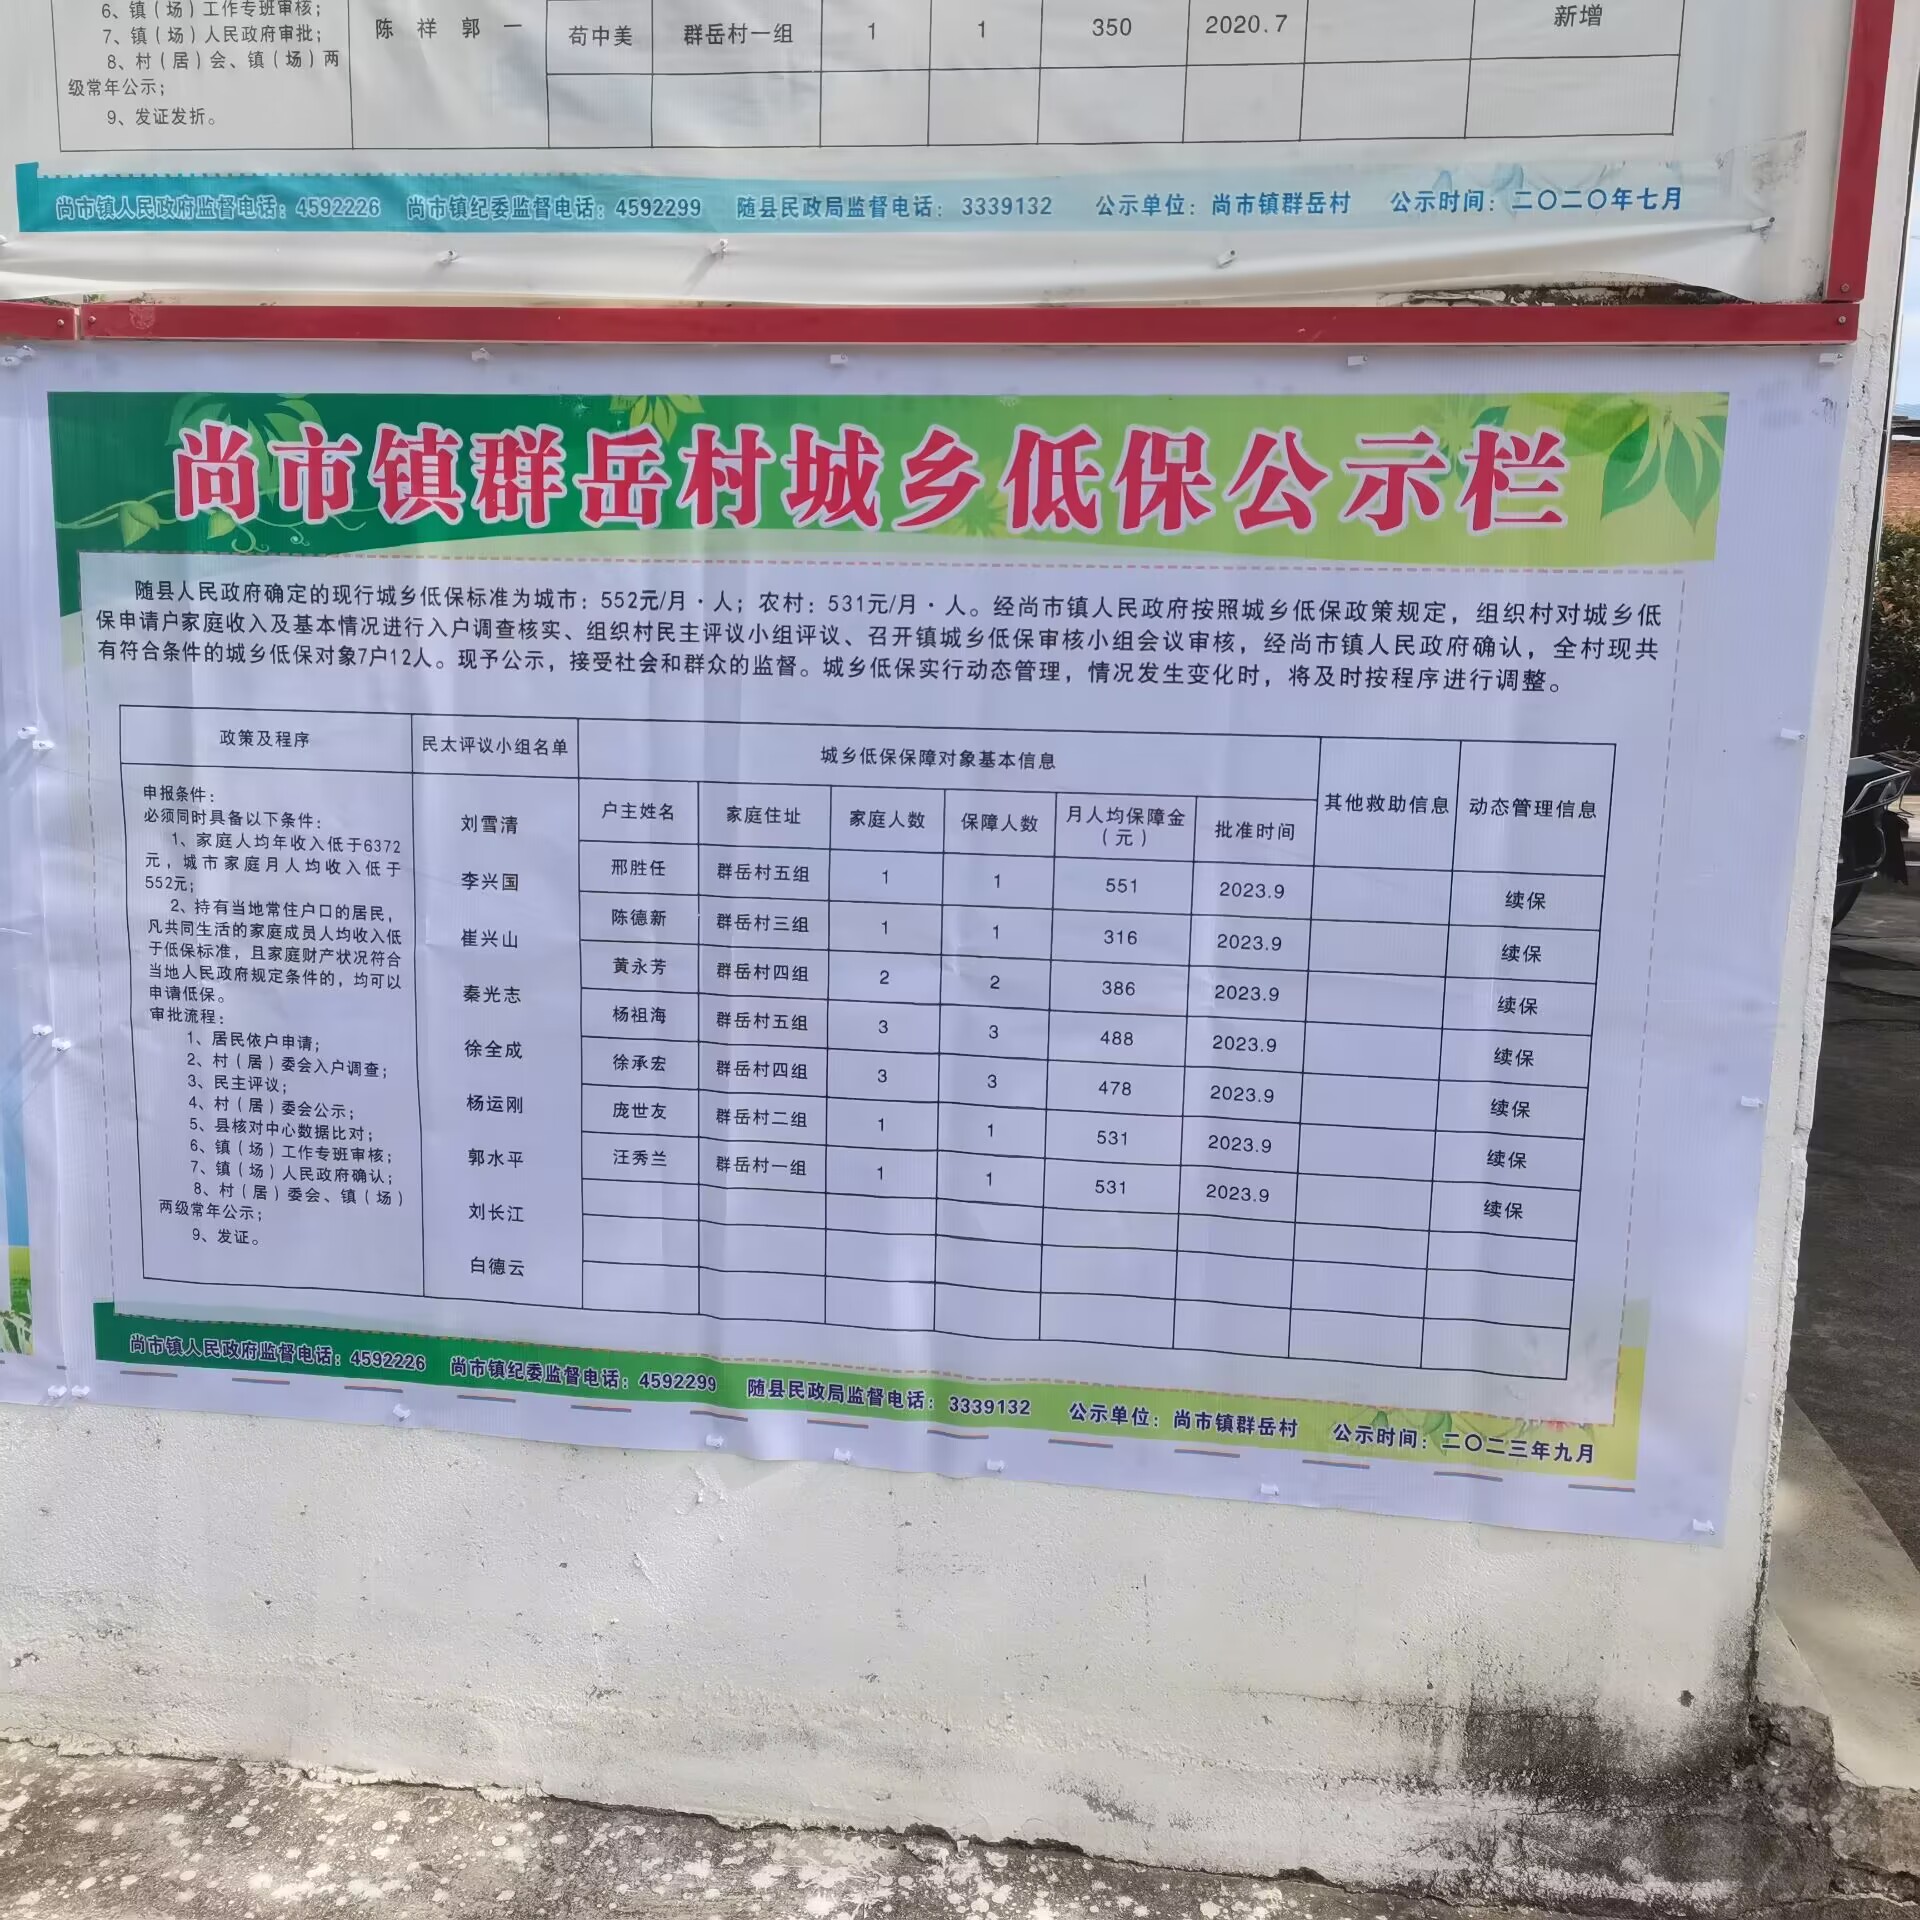 6、镇（场）工作专班审核；
7、镇（场）人民政府审批；
8、村（居）会、镇（场）两
级常年公示；
9、发证发折。
陈祥 郭一
苟中美 群岳村一组 1 1 350 2020.7 新增
尚市镇人民政府监督电话：4592226 尚市镇纪委监督电话：4592299 随县民政局监督电话：3339132 公示单位：尚市镇群岳村 公示时间：二〇二〇年七月
尚市镇群岳村城乡低保公示栏
随县人民政府确定的现行城乡低保标准为城市：552元/月·人；农村：531元/月·人。经尚市镇人民政府按照城乡低保政策规定，组织村对城乡低
保申请户家庭收入及基本情况进行入户调查核实、组织村民主评议小组评议、召开镇城乡低保审核小组会议审核，经尚市镇人民政府确认，全村现共
有符合条件的城乡低保对象7户12人。现予公示，接受社会和群众的监督。城乡低保实行动态管理，情况发生变化时，将及时按程序进行调整。
政策及程序 民太评议小组名单 城乡低保保障对象基本信息 其他救助信息 动态管理信息
户主姓名 家庭住址 家庭人数 保障人数 月人均保障金（元） 批准时间
邢胜任 群岳村五组 1 1 551 2023.9 续保
陈德新 群岳村三组 1 1 316 2023.9 续保
黄永芳 群岳村四组 2 2 386 2023.9 续保
杨祖海 群岳村五组 3 3 488 2023.9 续保
徐承宏 群岳村四组 3 3 478 2023.9 续保
庞世友 群岳村二组 1 1 531 2023.9 续保
汪秀兰 群岳村一组 1 1 531 2023.9 续保
申报条件：
必须同时具备以下条件：
1、家庭人均年收入低于6372
元，城市家庭月人均收入低于
552元；
2、持有当地常住户口的居民，
凡共同生活的家庭成员人均收入低
于低保标准，且家庭财产状况符合
当地人民政府规定条件的，均可以
申请低保。
审批流程：
1、居民依户申请；
2、村（居）委会入户调查；
3、民主评议；
4、村（居）委会公示；
5、县核对中心数据比对；
6、镇（场）工作专班审核；
7、镇（场）人民政府确认；
8、村（居）委会、镇（场）
两级常年公示；
9、发证。
刘雪清
李兴国
崔兴山
秦光志
徐全成
杨运刚
郭水平
刘长江
白德云
尚市镇人民政府监督电话：4592226 尚市镇纪委监督电话：4592299 随县民政局监督电话：3339132 公示单位：尚市镇群岳村 公示时间：二〇二三年九月